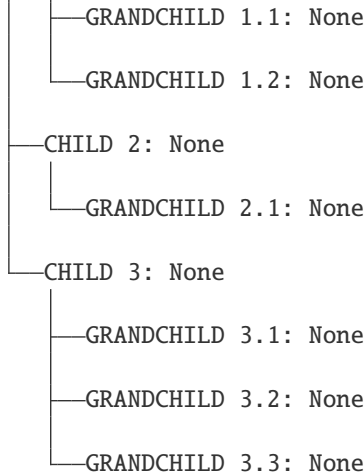 GRANDCHILD 1.1: None
GRANDCHILD 1.2: None
CHILD 2: None
GRANDCHILD 2.1: None
CHILD 3: None
GRANDCHILD 3.1: None
GRANDCHILD 3.2: None
GRANDCHILD 3.3: None